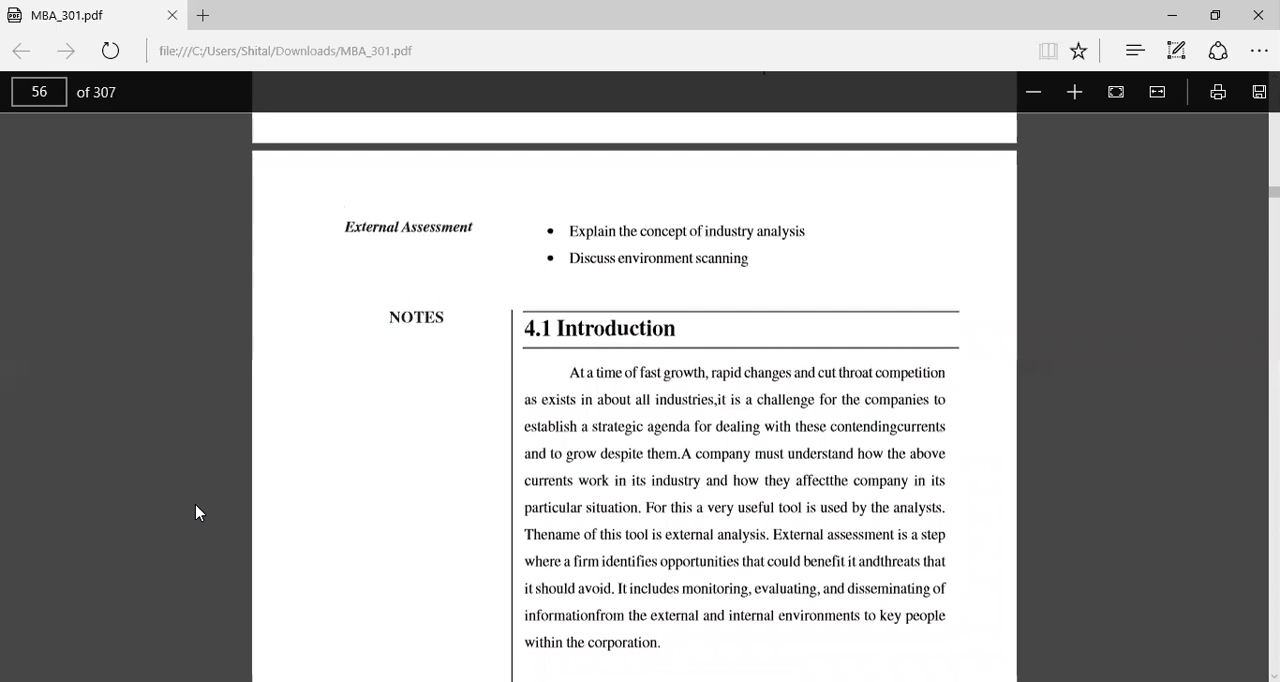 MBA_301.pdf
file:///C:/Users/Shital/Downloads/MBA_301.pdf
56 of 307
External Assessment
• Explain the concept of industry analysis
• Discuss environment scanning
NOTES
4.1 Introduction
At a time of fast growth, rapid changes and cut throat competition
as exists in about all industries,it is a challenge for the companies to
establish a strategic agenda for dealing with these contendingcurrents
and to grow despite them.A company must understand how the above
currents work in its industry and how they affectthe company in its
particular situation. For this a very useful tool is used by the analysts.
Thename of this tool is external analysis. External assessment is a step
where a firm identifies opportunities that could benefit it andthreats that
it should avoid. It includes monitoring, evaluating, and disseminating of
informationfrom the external and internal environments to key people
within the corporation.